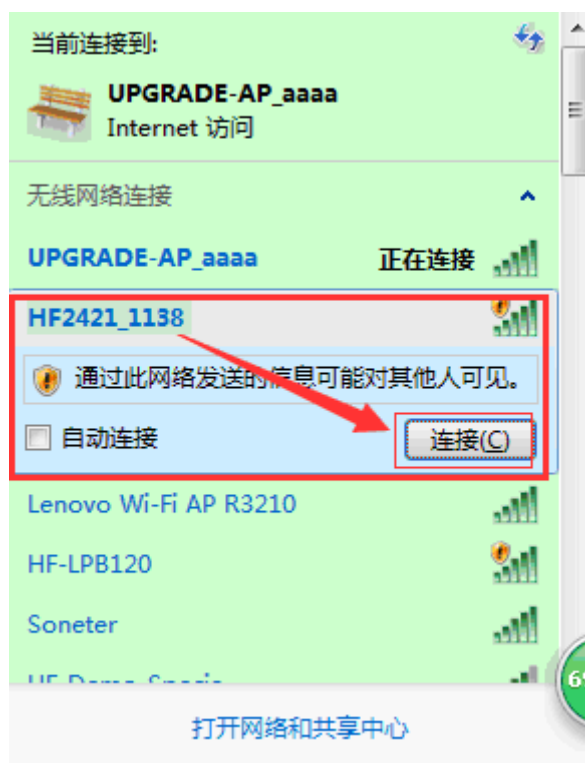 当前连接到:
UPGRADE-AP_aaaa
Internet 访问
无线网络连接
UPGRADE-AP_aaaa 正在连接
HF2421_1138
通过此网络发送的信息可能对其他人可见。
自动连接 连接(C)
Lenovo Wi-Fi AP R3210
HF-LPB120
Soneter
打开网络和共享中心